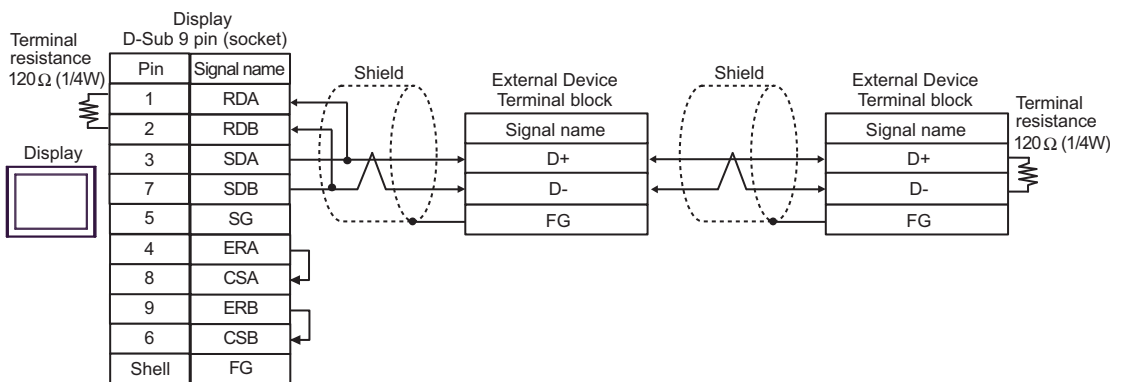 Display
D-Sub 9 pin (socket)
Terminal
resistance
120Ω (1/4W)
Pin Signal name
1 RDA
2 RDB
3 SDA
7 SDB
5 SG
4 ERA
8 CSA
9 ERB
6 CSB
Shell FG
Display
Shield
External Device
Terminal block
Signal name
D+
D-
FG
Shield
External Device
Terminal block
Signal name
D+
D-
FG
Terminal
resistance
120Ω (1/4W)